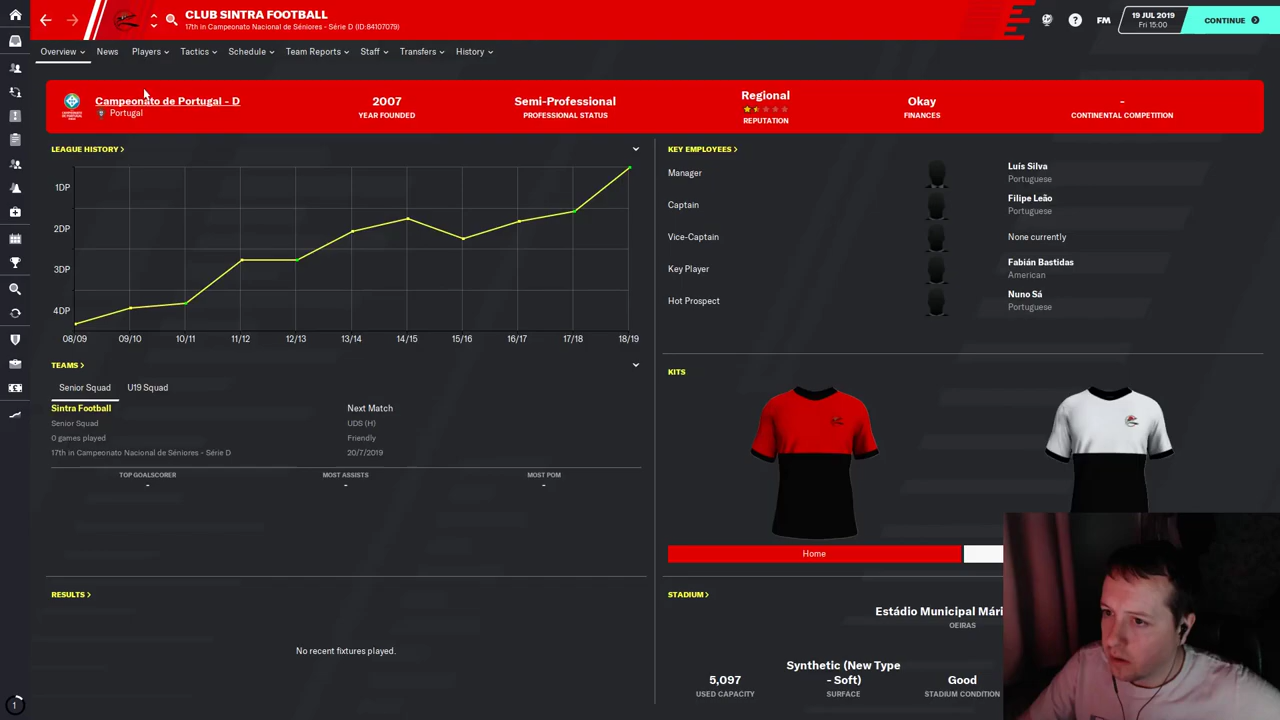 CLUB SINTRA FOOTBALL
17th in Campeonato Nacional de Séniores - Série D (ID:84107079)
FM
19 JUL 2019
Fri 15:00
CONTINUE
Overview
News
Players
Tactics
Schedule
Team Reports
Staff
Transfers
History
Campeonato de Portugal - D
Portugal
2007
YEAR FOUNDED
Semi-Professional
PROFESSIONAL STATUS
Regional
REPUTATION
Okay
FINANCES
-
CONTINENTAL COMPETITION
LEAGUE HISTORY >
1DP
2DP
3DP
4DP
08/09 09/10 10/11 11/12 12/13 13/14 14/15 15/16 16/17 17/18 18/19
KEY EMPLOYEES >
Manager
Luís Silva
Portuguese
Captain
Filipe Leão
Portuguese
Vice-Captain
None currently
Key Player
Fabián Bastidas
American
Hot Prospect
Nuno Sá
Portuguese
TEAMS >
Senior Squad
U19 Squad
Sintra Football
Senior Squad
0 games played
17th in Campeonato Nacional de Séniores - Série D
Next Match
UDS (H)
Friendly
20/7/2019
TOP GOALSCORER
-
MOST ASSISTS
-
MOST POM
-
KITS
Home
RESULTS >
No recent fixtures played.
STADIUM >
Estádio Municipal Mári
OEIRAS
5,097
USED CAPACITY
Synthetic (New Type
- Soft)
SURFACE
Good
STADIUM CONDITION
1